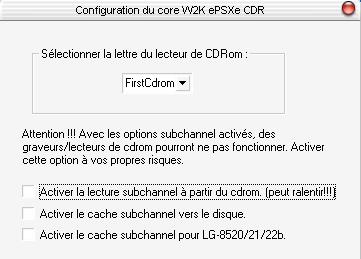 Configuration du core W2K ePSXe CDR
Sélectionner la lettre du lecteur de CDRom :
FirstCdrom
Attention !!! Avec les options subchannel activés, des
graveurs/lecteurs de cdrom pourront ne pas fonctionner. Activer
cette option à vos propres risques.
Activer la lecture subchannel à partir du cdrom. (peut ralentir!!!)
Activer le cache subchannel vers le disque.
Activer le cache subchannel pour LG-8520/21/22b.